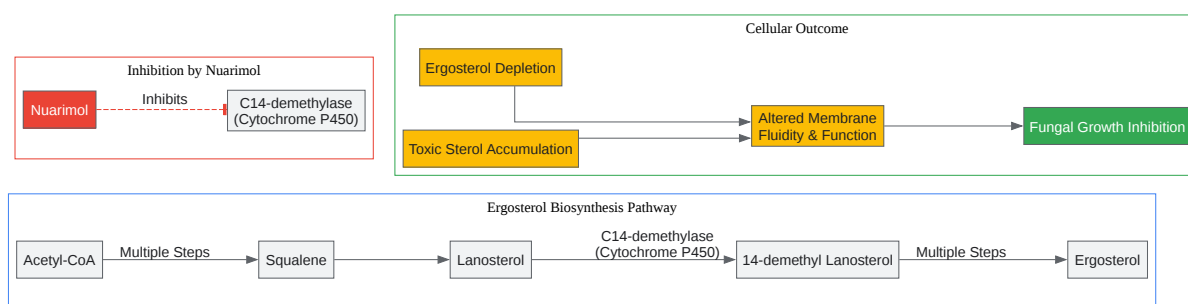 Cellular Outcome
Ergosterol Depletion
Toxic Sterol Accumulation
Altered Membrane
Fluidity & Function
Fungal Growth Inhibition
Inhibition by Nuarimol
Nuarimol
Inhibits
C14-demethylase
(Cytochrome P450)
Ergosterol Biosynthesis Pathway
Acetyl-CoA
Multiple Steps
Squalene
Lanosterol
C14-demethylase
(Cytochrome P450)
14-demethyl Lanosterol
Multiple Steps
Ergosterol